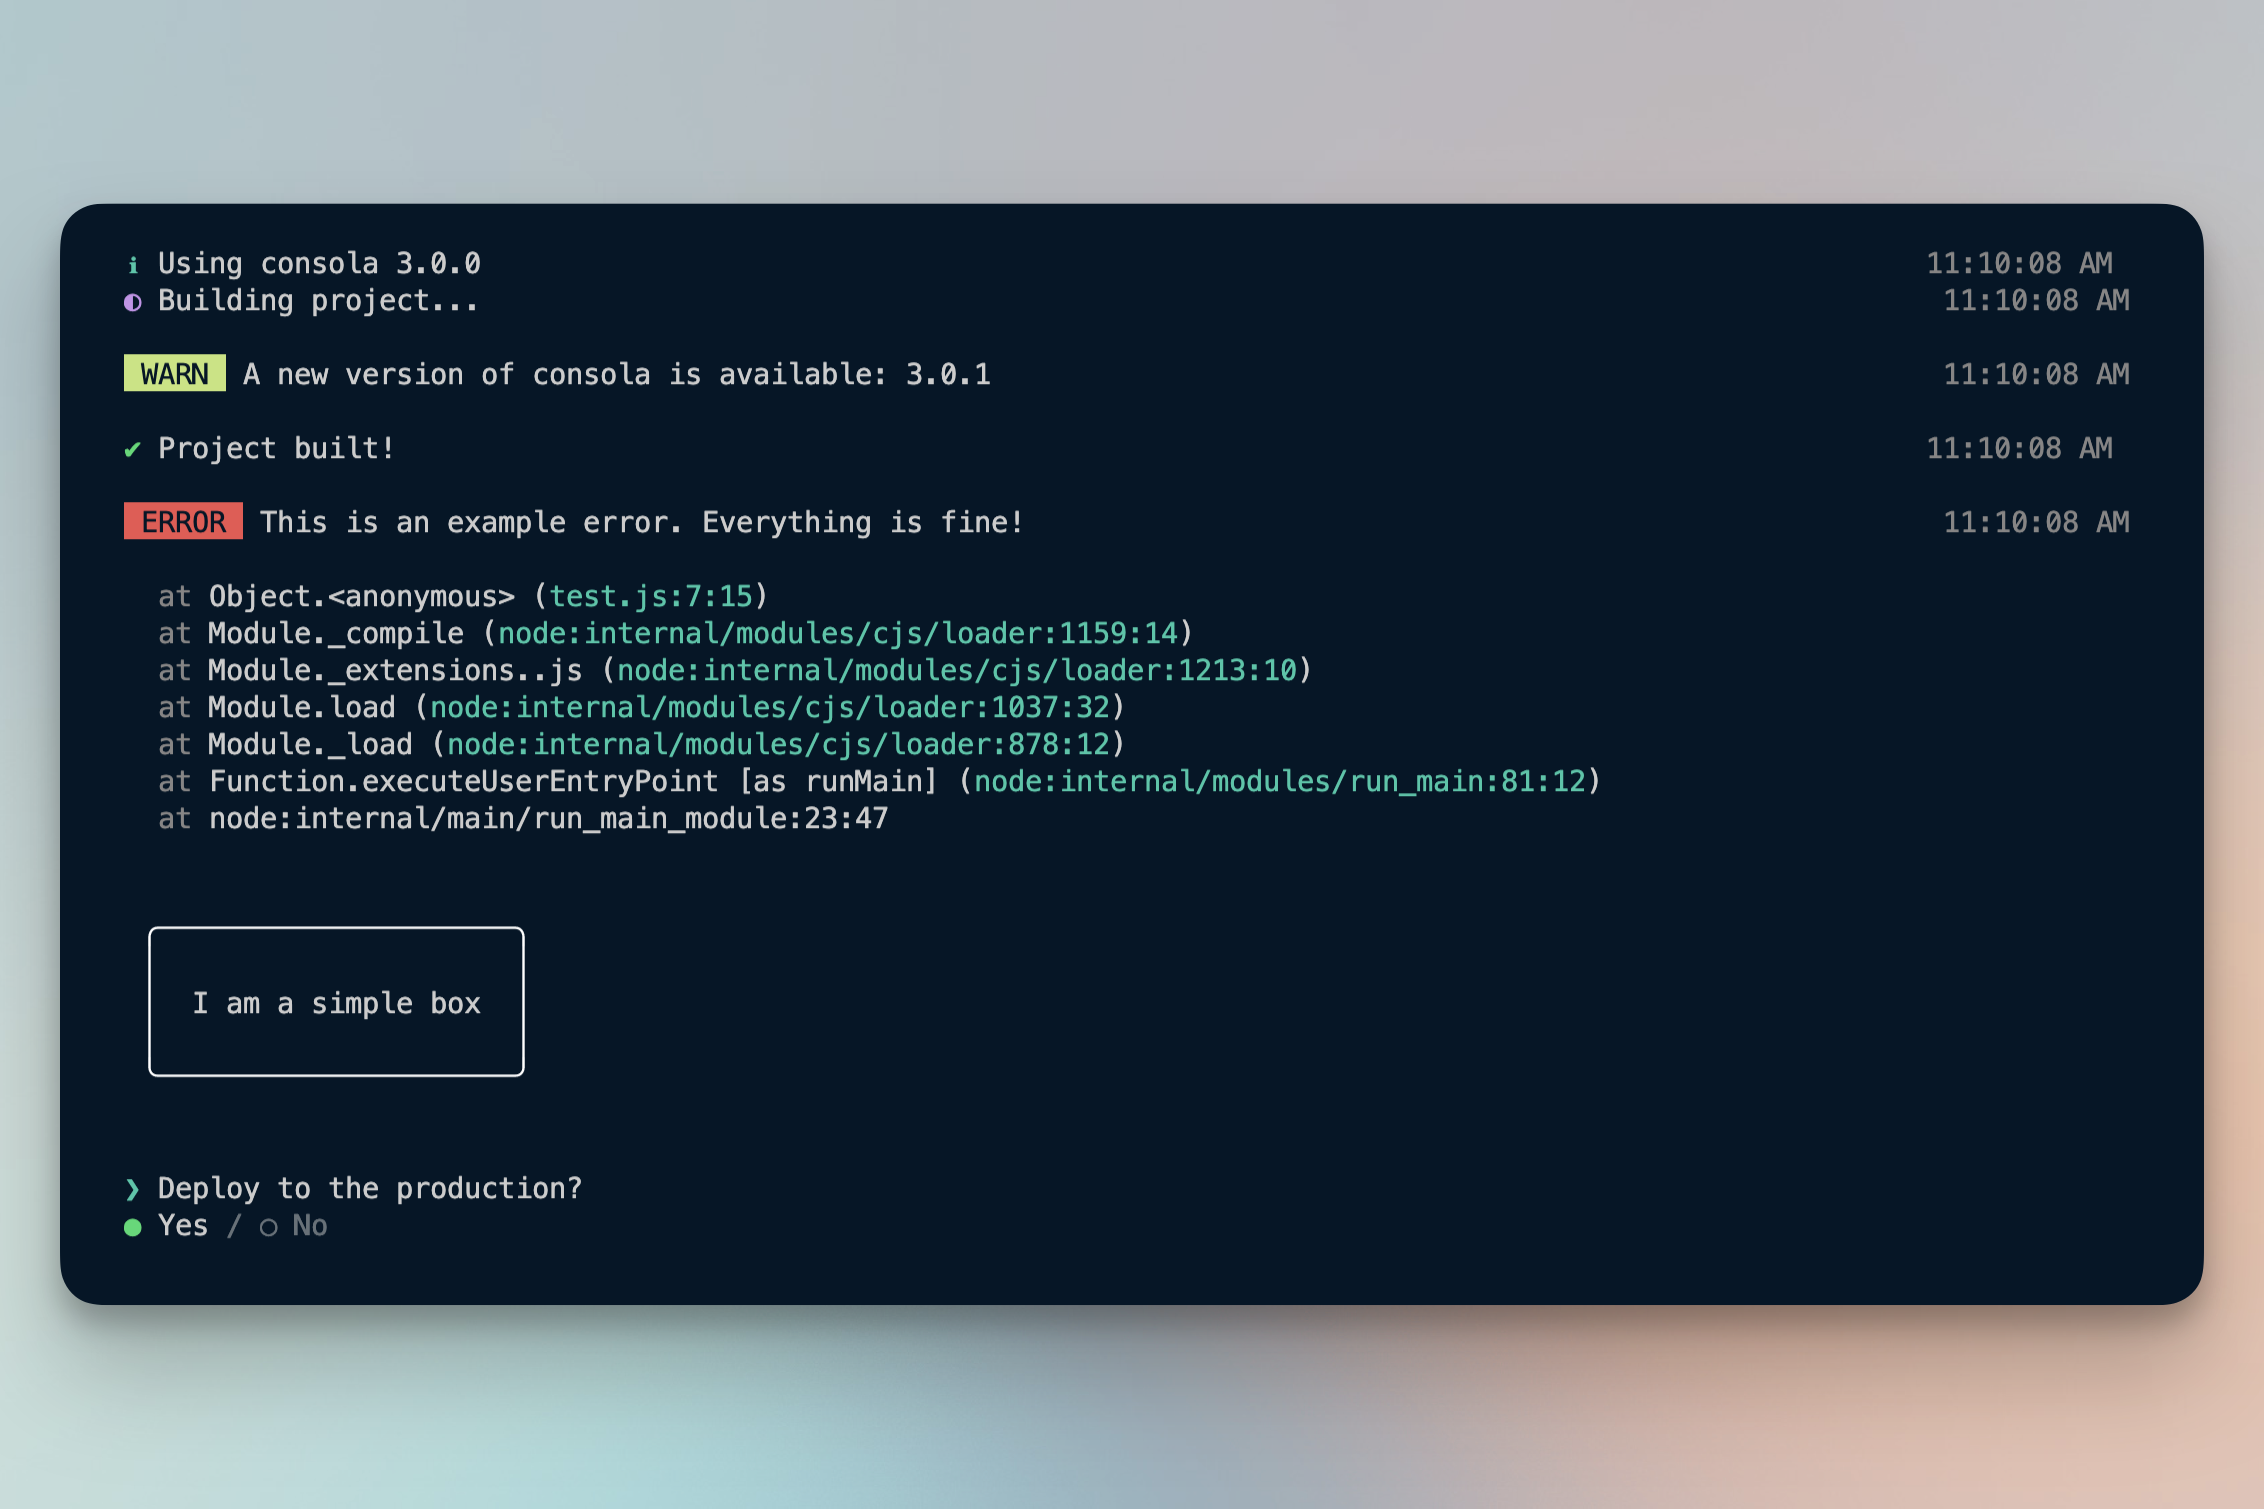 ℹ Using consola 3.0.0 11:10:08 AM
◐ Building project... 11:10:08 AM
WARN A new version of consola is available: 3.0.1 11:10:08 AM
✔ Project built! 11:10:08 AM
ERROR This is an example error. Everything is fine! 11:10:08 AM
at Object.<anonymous> (test.js:7:15)
at Module._compile (node:internal/modules/cjs/loader:1159:14)
at Module._extensions..js (node:internal/modules/cjs/loader:1213:10)
at Module.load (node:internal/modules/cjs/loader:1037:32)
at Module._load (node:internal/modules/cjs/loader:878:12)
at Function.executeUserEntryPoint [as runMain] (node:internal/modules/run_main:81:12)
at node:internal/main/run_main_module:23:47
I am a simple box
❯ Deploy to the production?
● Yes / ○ No